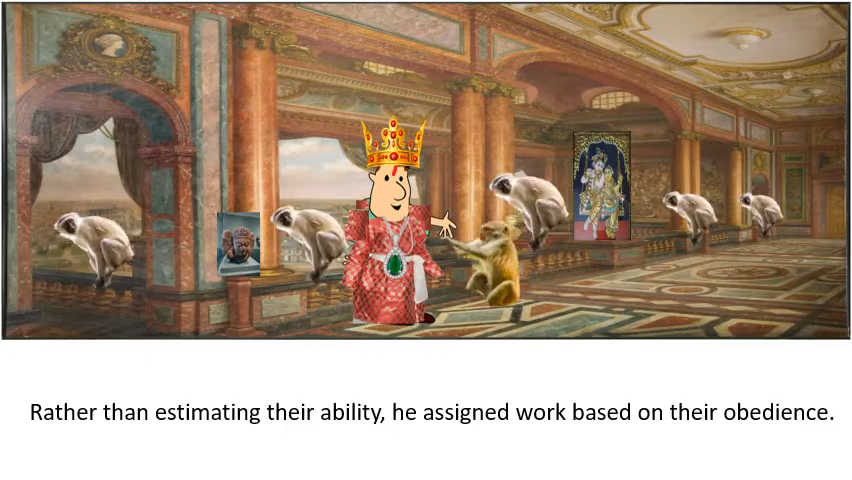 Rather than estimating their ability, he assigned work based on their obedience.